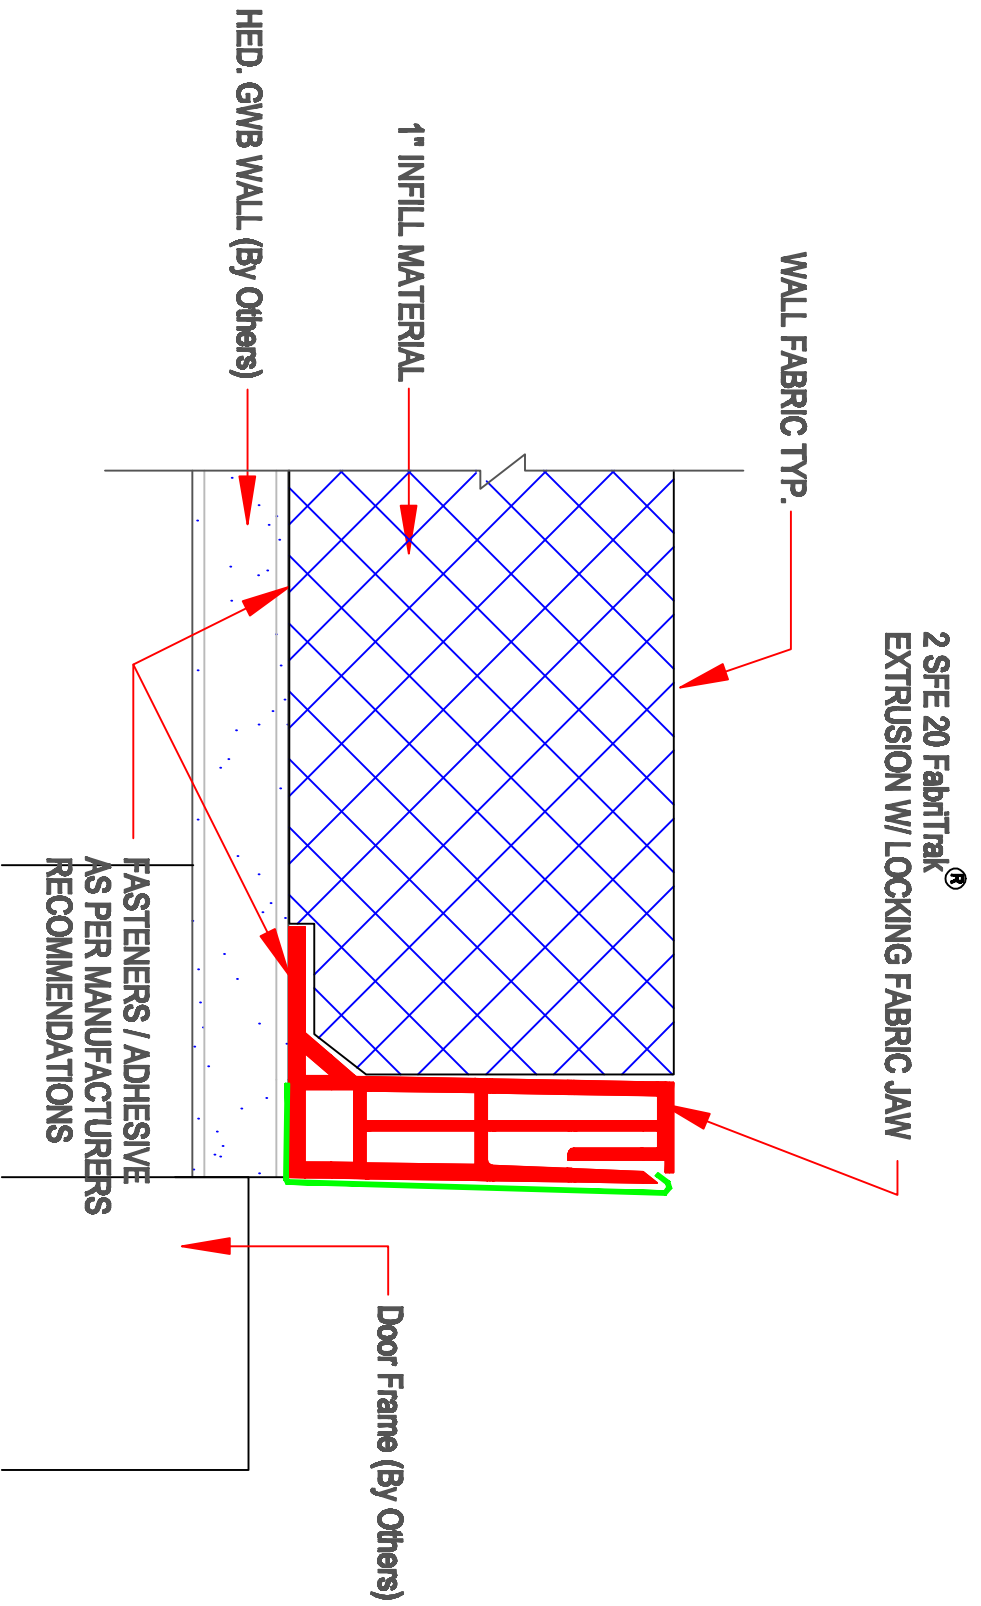 2 SFE 20 FabriTrak®
EXTRUSION W/ LOCKING FABRIC JAW
WALL FABRIC TYP.
1" INFILL MATERIAL
HED. GWB WALL (By Others)
Door Frame (By Others)
FASTENERS / ADHESIVE
AS PER MANUFACTURERS
RECOMMENDATIONS